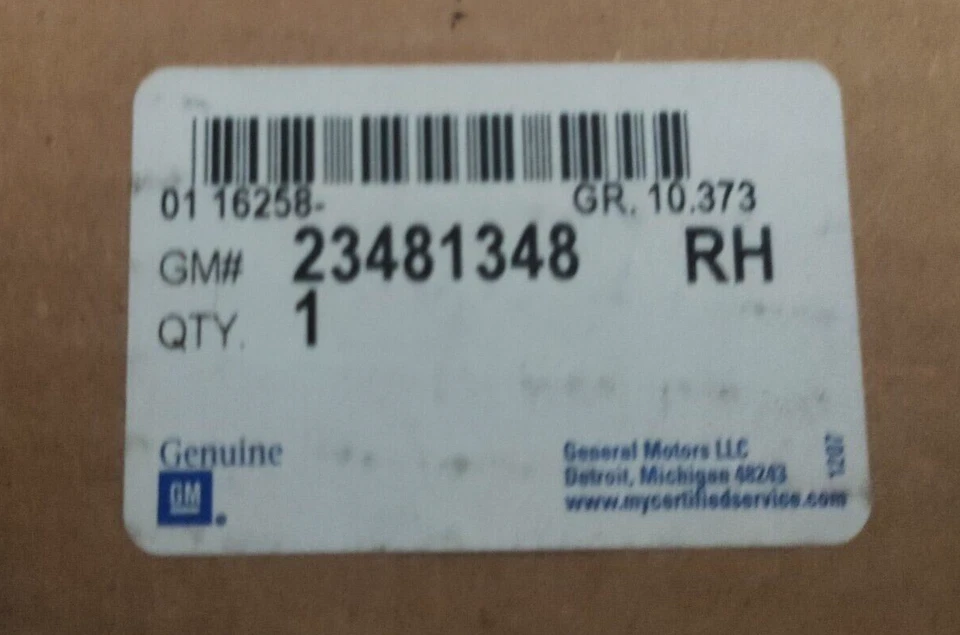 01 16258- GR. 10.373
GM# 23481348 RH
QTY. 1
Genuine
GM
General Motors LLC
Detroit, Michigan 48243
www.mycertifiedservice.com